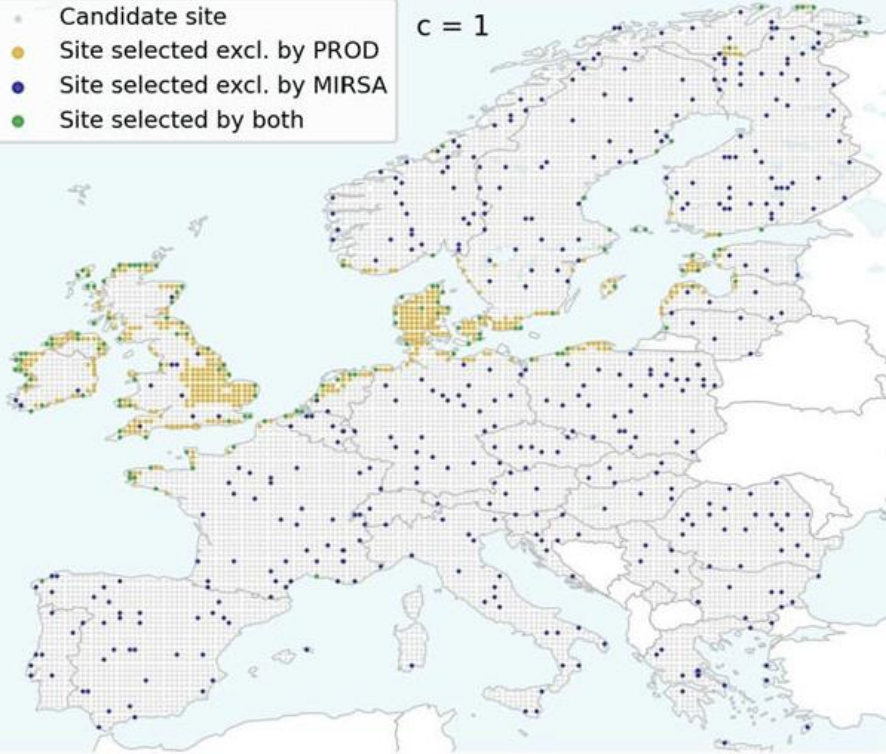 Candidate site
Site selected excl. by PROD
Site selected excl. by MIRSA
Site selected by both
c = 1